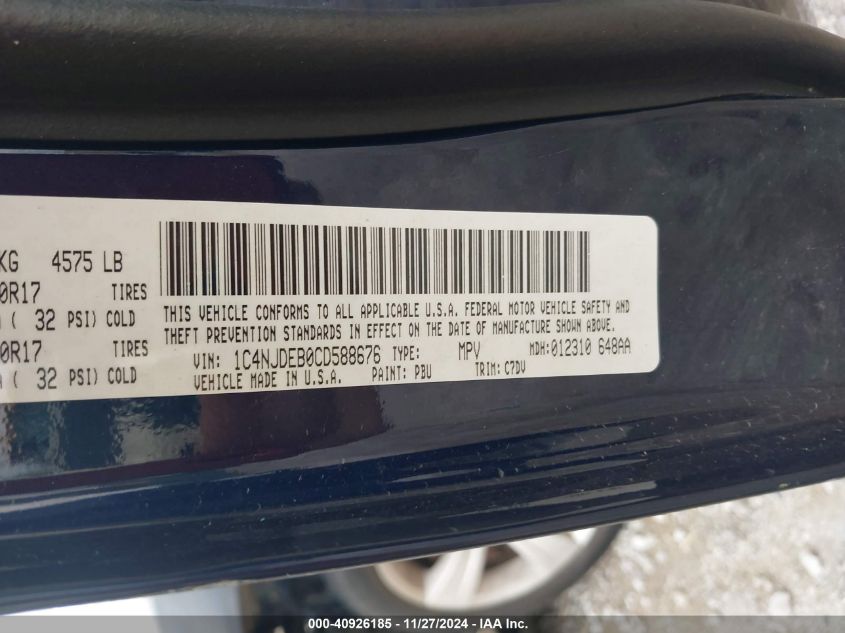 KG 4575 LB
0R17 TIRES
( 32 PSI) COLD
0R17 TIRES
( 32 PSI) COLD
THIS VEHICLE CONFORMS TO ALL APPLICABLE U.S.A. FEDERAL MOTOR VEHICLE SAFETY AND
THEFT PREVENTION STANDARDS IN EFFECT ON THE DATE OF MANUFACTURE SHOWN ABOVE.
VIN: 1C4NJDEB0CD588676 TYPE: MPV MDH:012310 648AA
VEHICLE MADE IN U.S.A. PAINT: PBU TRIM: C7DV
000-40926185 - 11/27/2024 - IAA Inc.